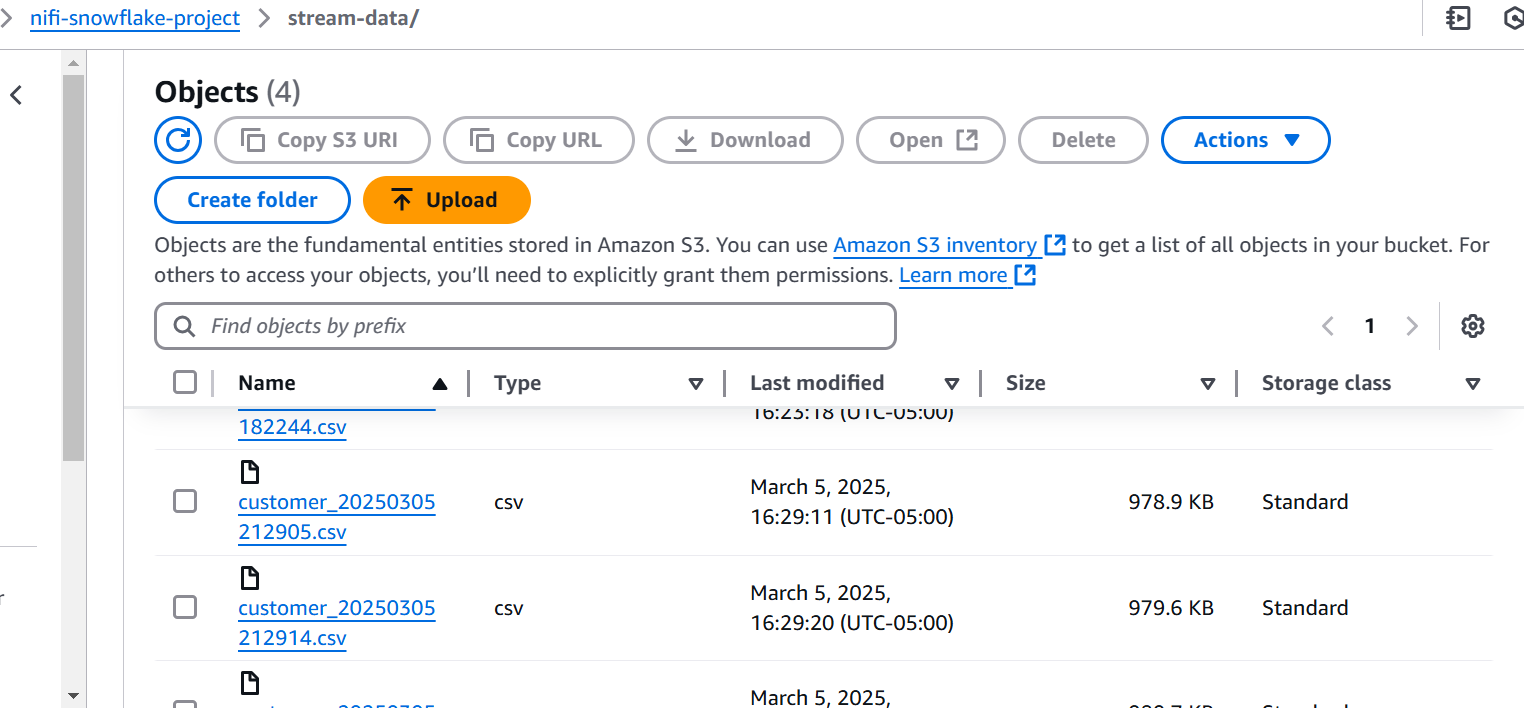 nifi-snowflake-project
stream-data/
Objects (4)
Copy S3 URI
Copy URL
Download
Open
Delete
Actions
Create folder
Upload
Objects are the fundamental entities stored in Amazon S3. You can use Amazon S3 inventory to get a list of all objects in your bucket. For
others to access your objects, you’ll need to explicitly grant them permissions. Learn more
Find objects by prefix
1
Name
Type
Last modified
Size
Storage class
182244.csv
16:23:18 (UTC-05:00)
customer_20250305
212905.csv
csv
March 5, 2025,
16:29:11 (UTC-05:00)
978.9 KB
Standard
customer_20250305
212914.csv
csv
March 5, 2025,
16:29:20 (UTC-05:00)
979.6 KB
Standard
March 5, 2025,